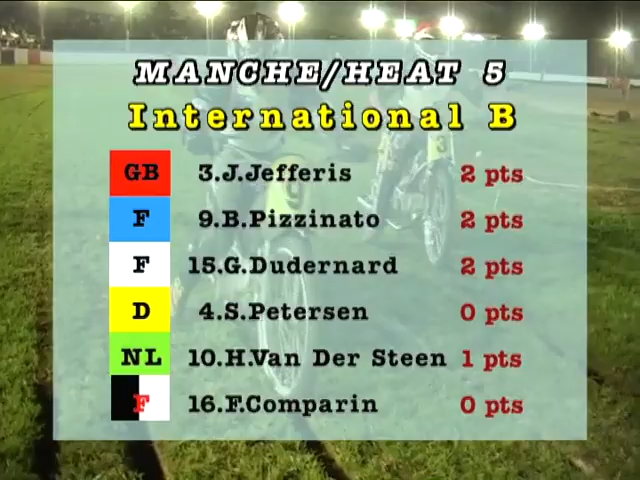 MANCHE/HEAT 5
International B
GB 3.J.Jefferis 2 pts
F 9.B.Pizzinato 2 pts
F 15.G.Dudernard 2 pts
D 4.S.Petersen 0 pts
NL 10.H.Van Der Steen 1 pts
F 16.F.Comparin 0 pts